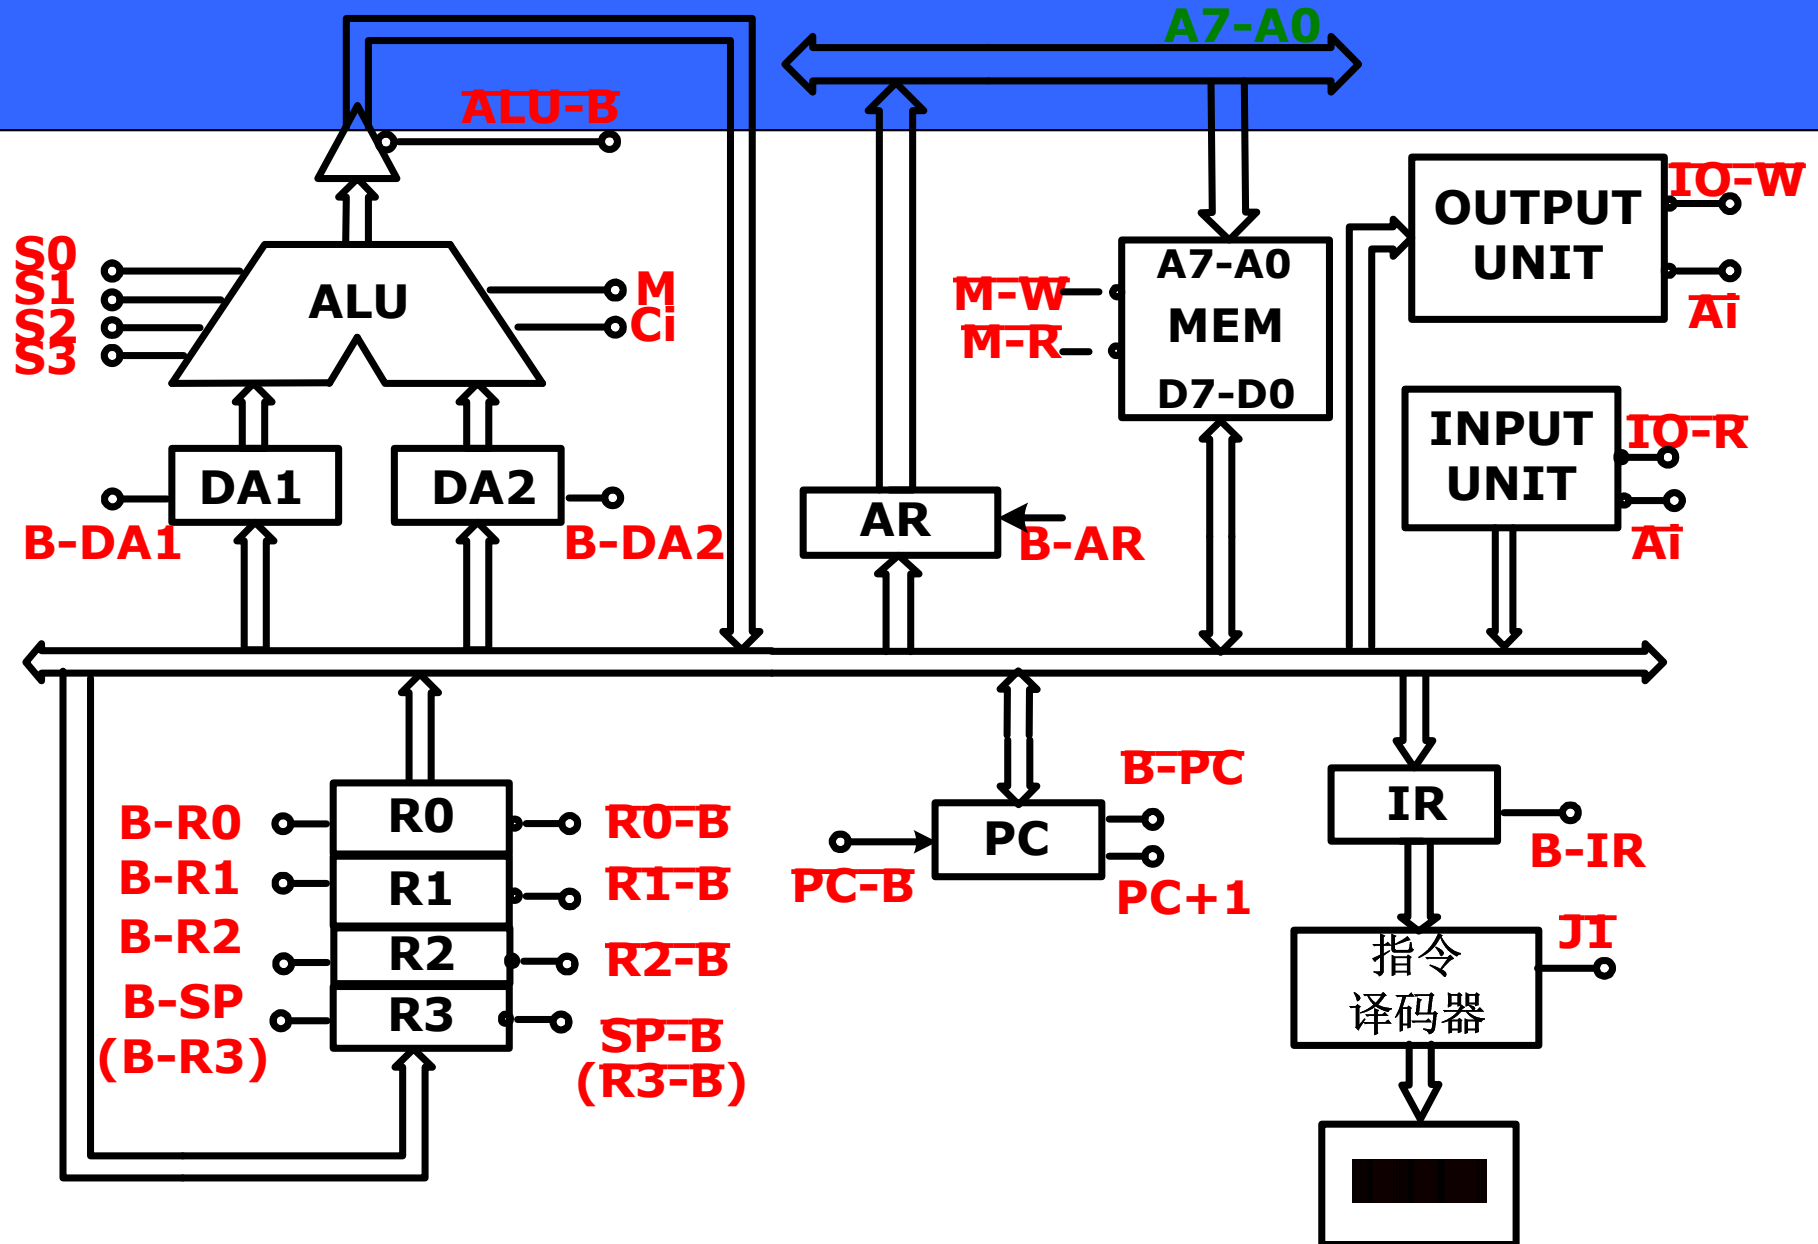 A7-A0
ALU-B
S0
S1
S2
S3
ALU
M
Ci
DA1
DA2
B-DA1
B-DA2
AR
B-AR
M-W
M-R
A7-A0
MEM
D7-D0
OUTPUT
UNIT
IO-W
Ai
INPUT
UNIT
IO-R
Ai
B-R0
B-R1
B-R2
B-SP
(B-R3)
R0
R1
R2
R3
R0-B
R1-B
R2-B
SP-B
(R3-B)
PC-B
PC
B-PC
PC+1
IR
B-IR
指令
译码器
JI